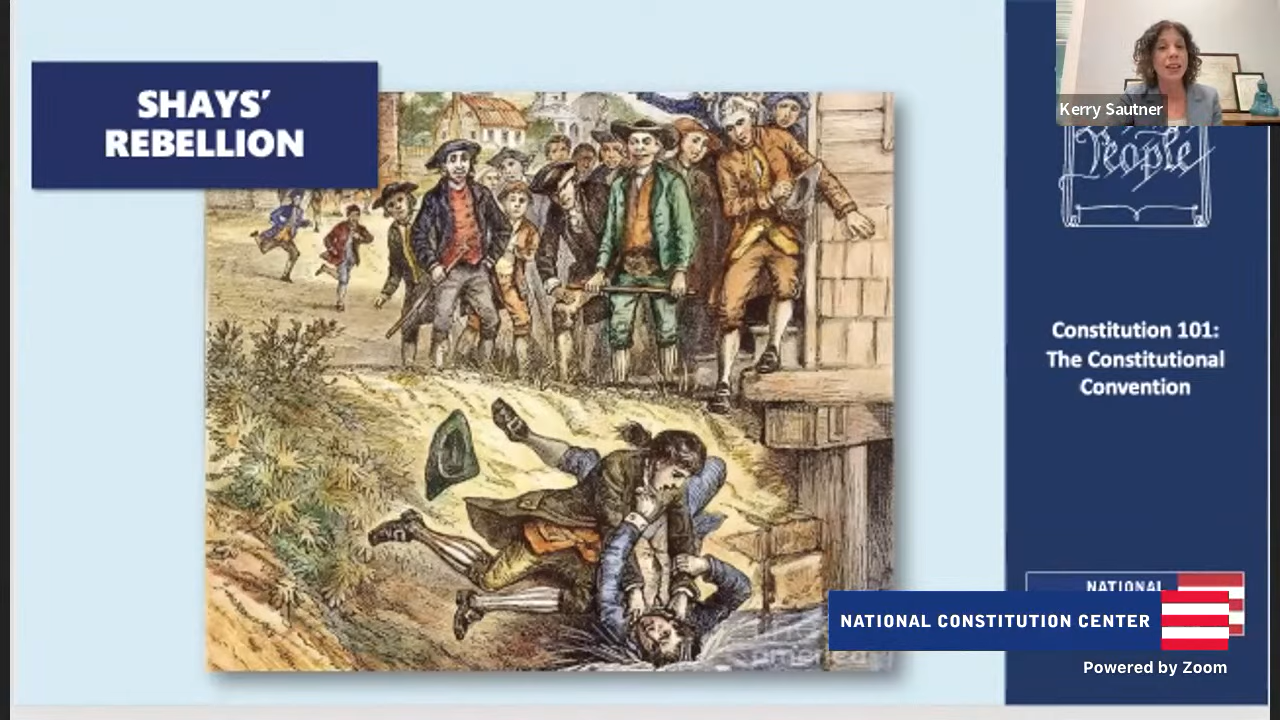 SHAYS'
REBELLION
Kerry Sautner
People
Constitution 101:
The Constitutional
Convention
NATIONAL
NATIONAL CONSTITUTION CENTER
Powered by Zoom